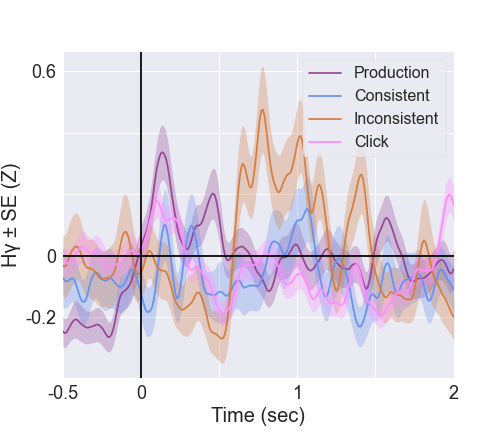 Production
Consistent
Inconsistent
Click
Hγ ± SE (Z)
0.6
0
-0.2
-0.5 0 1 2
Time (sec)